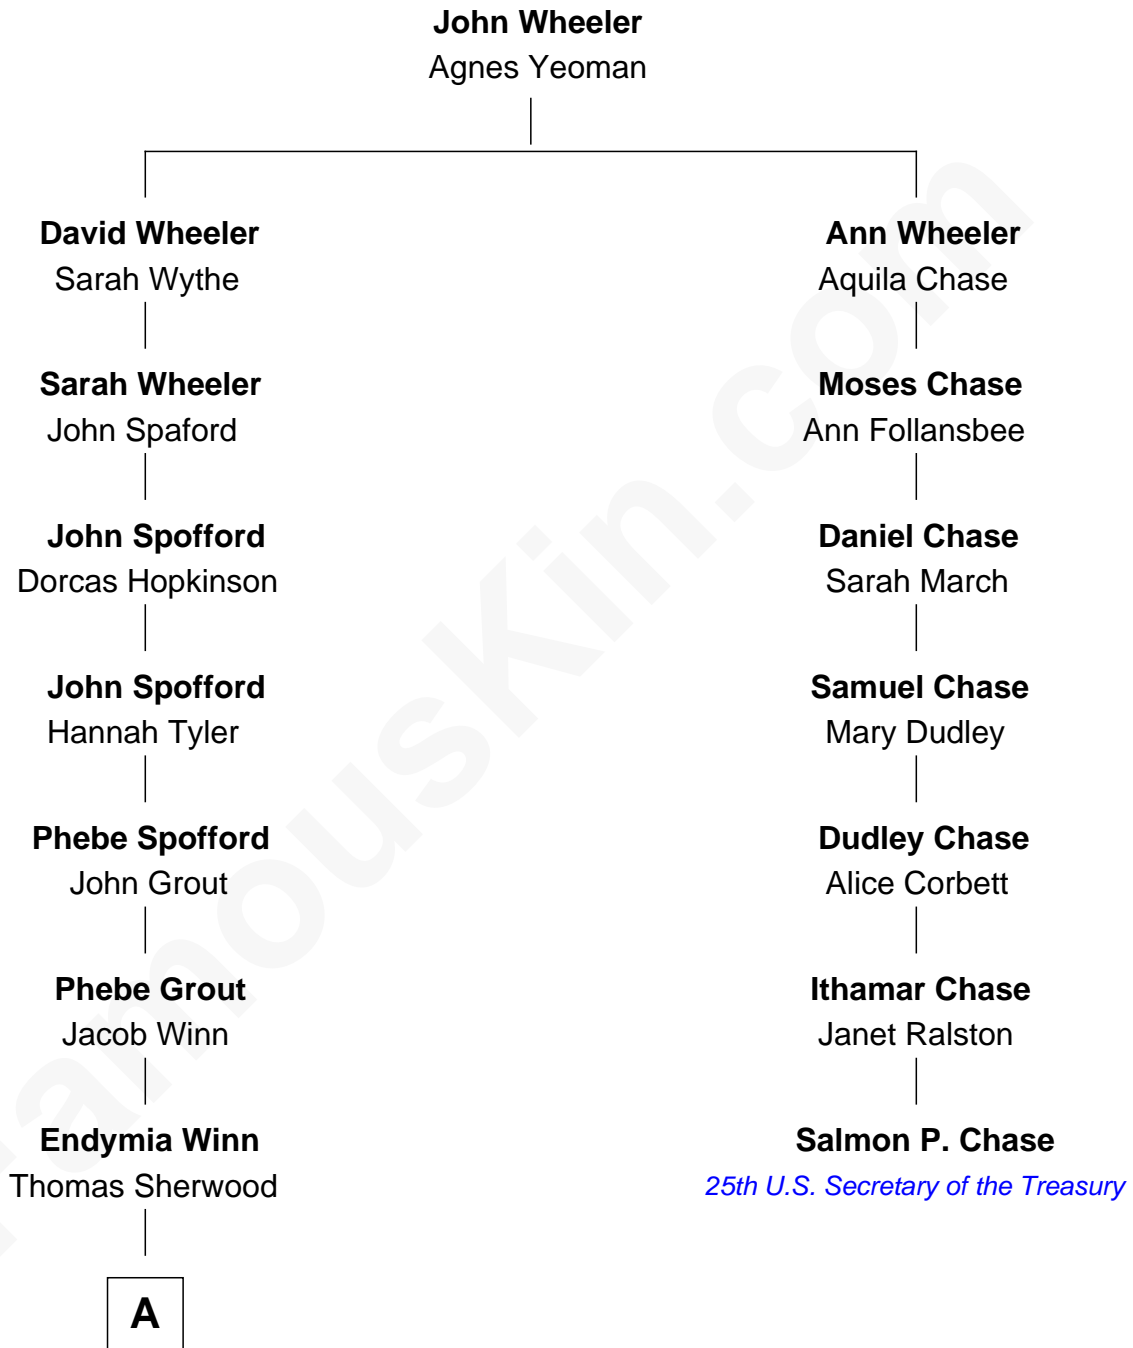 John Wheeler
Agnes Yeoman
David Wheeler
Sarah Wythe
Ann Wheeler
Aquila Chase
Sarah Wheeler
John Spaford
Moses Chase
Ann Follansbee
John Spofford
Dorcas Hopkinson
Daniel Chase
Sarah March
John Spofford
Hannah Tyler
Samuel Chase
Mary Dudley
Phebe Spofford
John Grout
Dudley Chase
Alice Corbett
Phebe Grout
Jacob Winn
Ithamar Chase
Janet Ralston
Endymia Winn
Thomas Sherwood
Salmon P. Chase
25th U.S. Secretary of the Treasury
A
FamousKin.com